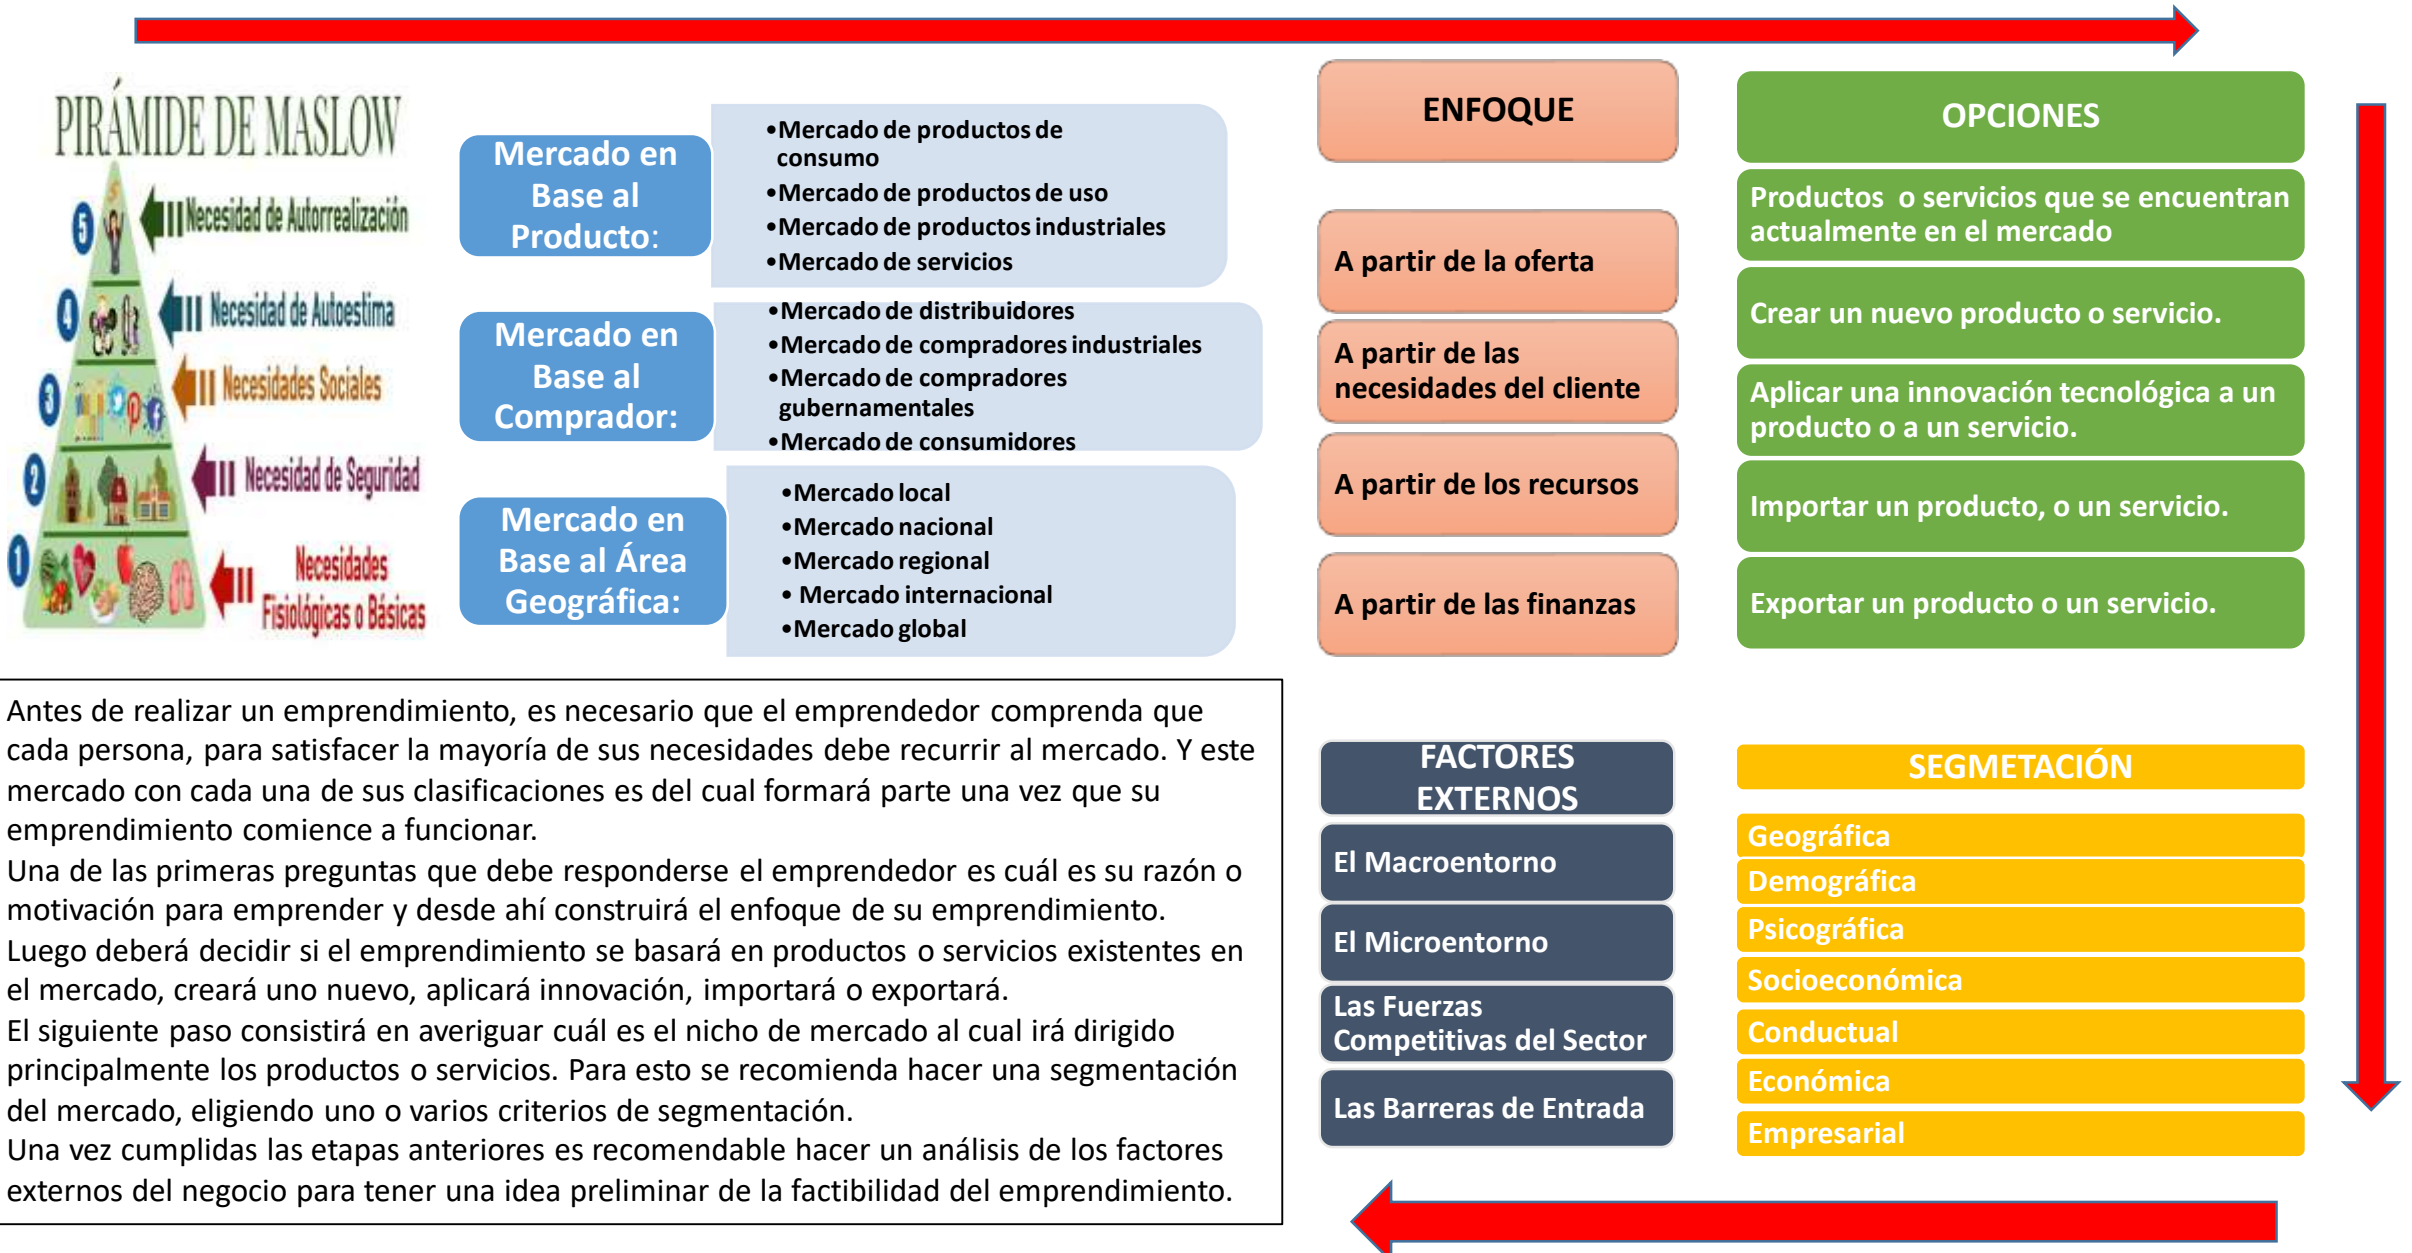 PIRÁMIDE DE MASLOW
5
Necesidad de Autorrealización
4
Necesidad de Autoestima
3
Necesidades Sociales
2
Necesidad de Seguridad
1
Necesidades
Fisiológicas o Básicas
Mercado en
Base al
Producto:
•Mercado de productos de
consumo
•Mercado de productos de uso
•Mercado de productos industriales
•Mercado de servicios
Mercado en
Base al
Comprador:
•Mercado de distribuidores
•Mercado de compradores industriales
•Mercado de compradores
gubernamentales
•Mercado de consumidores
Mercado en
Base al Área
Geográfica:
•Mercado local
•Mercado nacional
•Mercado regional
• Mercado internacional
•Mercado global
ENFOQUE
A partir de la oferta
A partir de las
necesidades del cliente
A partir de los recursos
A partir de las finanzas
OPCIONES
Productos o servicios que se encuentran
actualmente en el mercado
Crear un nuevo producto o servicio.
Aplicar una innovación tecnológica a un
producto o a un servicio.
Importar un producto, o un servicio.
Exportar un producto o un servicio.
Antes de realizar un emprendimiento, es necesario que el emprendedor comprenda que
cada persona, para satisfacer la mayoría de sus necesidades debe recurrir al mercado. Y este
mercado con cada una de sus clasificaciones es del cual formará parte una vez que su
emprendimiento comience a funcionar.
Una de las primeras preguntas que debe responderse el emprendedor es cuál es su razón o
motivación para emprender y desde ahí construirá el enfoque de su emprendimiento.
Luego deberá decidir si el emprendimiento se basará en productos o servicios existentes en
el mercado, creará uno nuevo, aplicará innovación, importará o exportará.
El siguiente paso consistirá en averiguar cuál es el nicho de mercado al cual irá dirigido
principalmente los productos o servicios. Para esto se recomienda hacer una segmentación
del mercado, eligiendo uno o varios criterios de segmentación.
Una vez cumplidas las etapas anteriores es recomendable hacer un análisis de los factores
externos del negocio para tener una idea preliminar de la factibilidad del emprendimiento.
FACTORES
EXTERNOS
El Macroentorno
El Microentorno
Las Fuerzas
Competitivas del Sector
Las Barreras de Entrada
SEGMETACIÓN
Geográfica
Demográfica
Psicográfica
Socioeconómica
Conductual
Económica
Empresarial